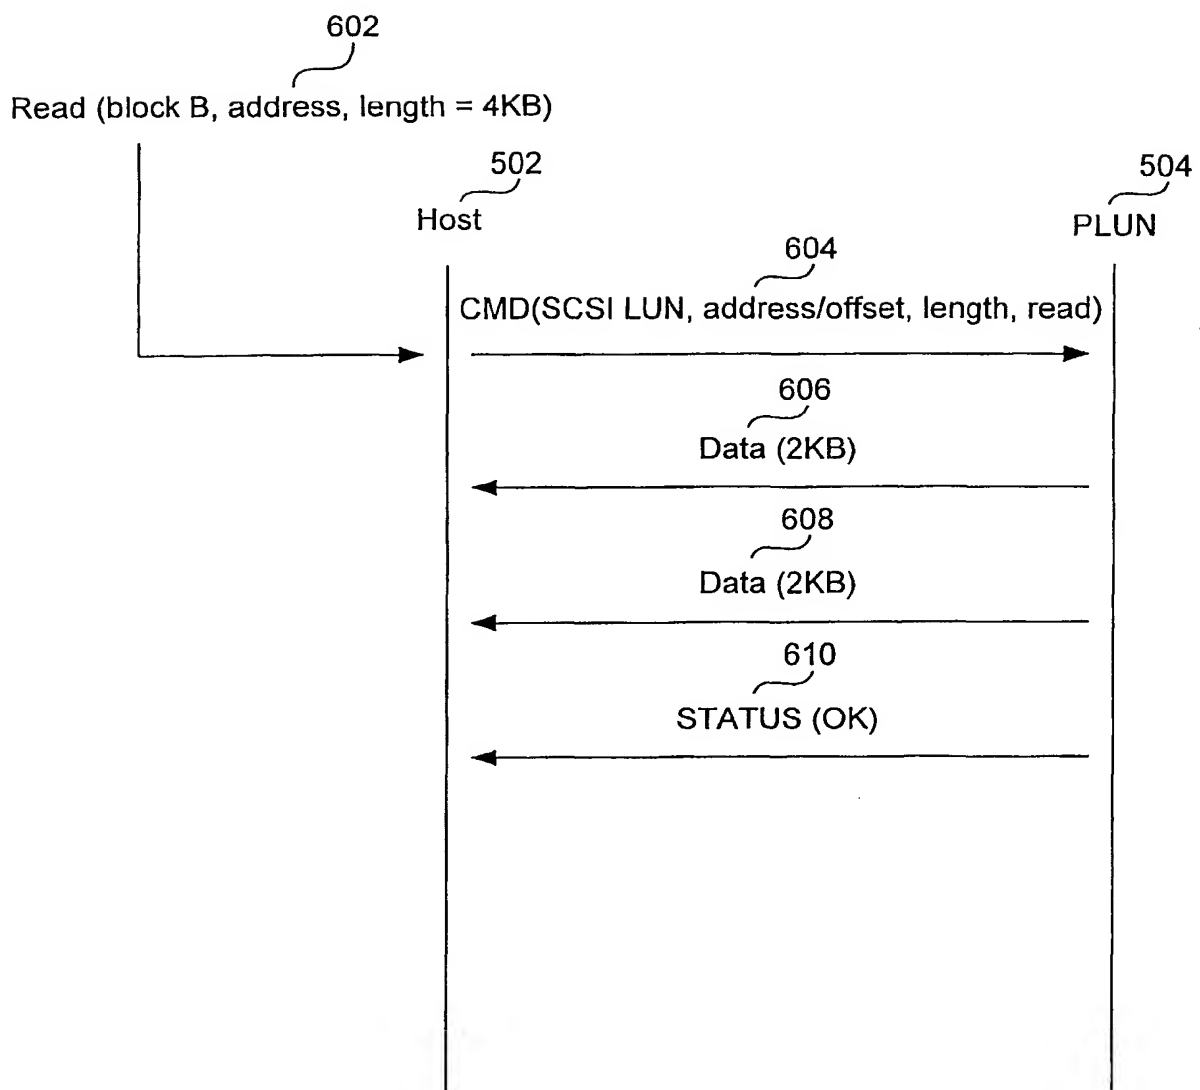 602
Read (block B, address, length = 4KB)
502
Host
504
PLUN
604
CMD(SCSI LUN, address/offset, length, read)
606
Data (2KB)
608
Data (2KB)
610
STATUS (OK)